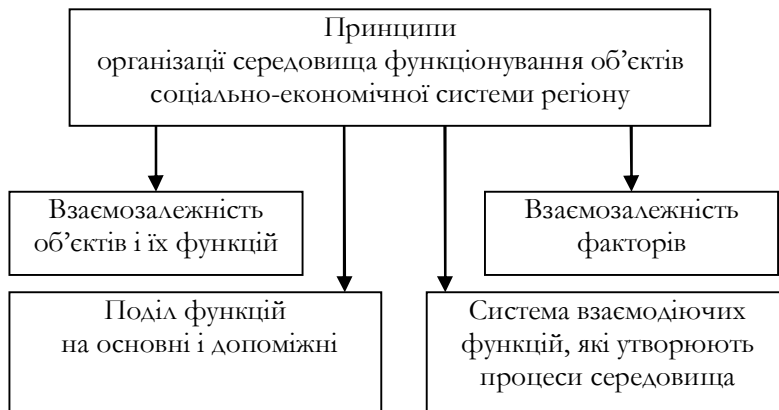 Принципи
організації середовища функціонування об’єктів
соціально-економічної системи регіону
Взаємозалежність
об’єктів і їх функцій
Взаємозалежність
факторів
Поділ функцій
на основні і допоміжні
Система взаємодіючих
функцій, які утворюють
процеси середовища